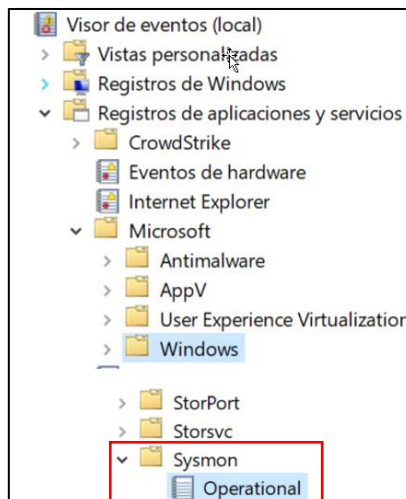 Visor de eventos (local)
Vistas personalizadas
Registros de Windows
Registros de aplicaciones y servicios
CrowdStrike
Eventos de hardware
Internet Explorer
Microsoft
Antimalware
AppV
User Experience Virtualization
Windows
StorPort
Storsvc
Sysmon
Operational